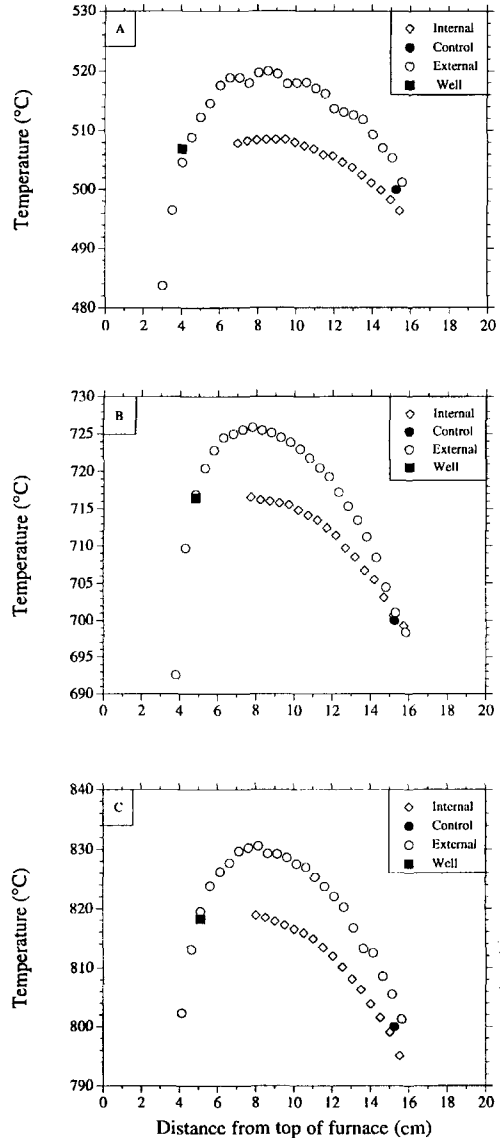 A
Temperature (°C)
530
520
510
500
490
480
Internal
Control
External
Well
0 2 4 6 8 10 12 14 16 18 20
B
Temperature (°C)
730
725
720
715
710
705
700
695
690
Internal
Control
External
Well
0 2 4 6 8 10 12 14 16 18 20
C
Temperature (°C)
840
830
820
810
800
790
Internal
Control
External
Well
0 2 4 6 8 10 12 14 16 18 20
Distance from top of furnace (cm)